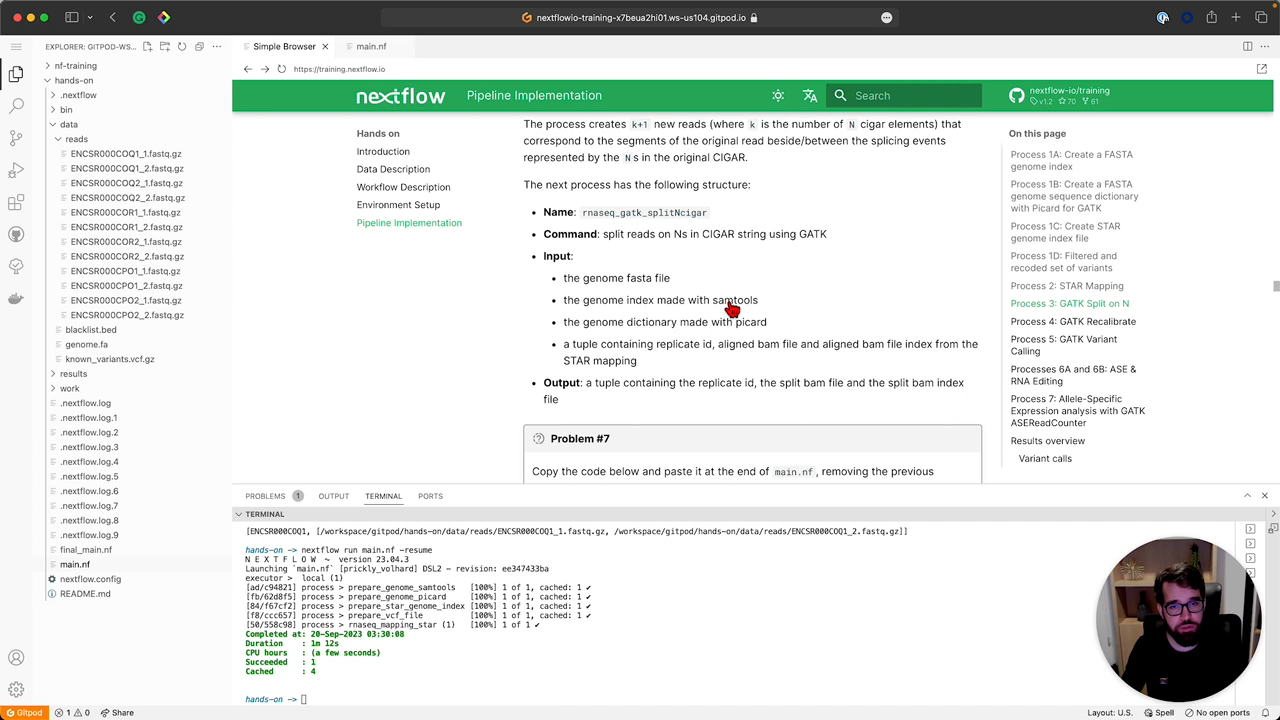 nextflowio-training-x7beua2hi01.ws-us104.gitpod.io
EXPLORER: GITPOD-WS...
nf-training
hands-on
.nextflow
bin
data
reads
ENCSR000COQ1_1.fastq.gz
ENCSR000COQ1_2.fastq.gz
ENCSR000COQ2_1.fastq.gz
ENCSR000COQ2_2.fastq.gz
ENCSR000COR1_1.fastq.gz
ENCSR000COR1_2.fastq.gz
ENCSR000COR2_1.fastq.gz
ENCSR000COR2_2.fastq.gz
ENCSR000CPO1_1.fastq.gz
ENCSR000CPO1_2.fastq.gz
ENCSR000CPO2_1.fastq.gz
ENCSR000CPO2_2.fastq.gz
blacklist.bed
genome.fa
known_variants.vcf.gz
results
work
.nextflow.log
.nextflow.log.1
.nextflow.log.2
.nextflow.log.3
.nextflow.log.4
.nextflow.log.5
.nextflow.log.6
.nextflow.log.7
.nextflow.log.8
.nextflow.log.9
final_main.nf
main.nf
nextflow.config
README.md
Simple Browser
main.nf
https://training.nextflow.io
nextflow
Pipeline Implementation
Search
nextflow-io/training
v1.2 70 61
Hands on
Introduction
Data Description
Workflow Description
Environment Setup
Pipeline Implementation
The process creates k+1 new reads (where k is the number of N cigar elements) that
correspond to the segments of the original read beside/between the splicing events
represented by the Ns in the original CIGAR.
The next process has the following structure:
• Name: rnaseq_gatk_splitNcigar
• Command: split reads on Ns in CIGAR string using GATK
• Input:
• the genome fasta file
• the genome index made with samtools
• the genome dictionary made with picard
• a tuple containing replicate id, aligned bam file and aligned bam file index from the
STAR mapping
• Output: a tuple containing the replicate id, the split bam file and the split bam index
file
Problem #7
Copy the code below and paste it at the end of main.nf, removing the previous
On this page
Process 1A: Create a FASTA
genome index
Process 1B: Create a FASTA
genome sequence dictionary
with Picard for GATK
Process 1C: Create STAR
genome index file
Process 1D: Filtered and
recoded set of variants
Process 2: STAR Mapping
Process 3: GATK Split on N
Process 4: GATK Recalibrate
Process 5: GATK Variant
Calling
Processes 6A and 6B: ASE &
RNA Editing
Process 7: Allele-Specific
Expression analysis with GATK
ASEReadCounter
Results overview
Variant calls
PROBLEMS 1 OUTPUT TERMINAL PORTS
TERMINAL
[ENCSR000COQ1, [/workspace/gitpod/hands-on/data/reads/ENCSR000COQ1_1.fastq.gz, /workspace/gitpod/hands-on/data/reads/ENCSR000COQ1_2.fastq.gz]]
hands-on -> nextflow run main.nf -resume
N E X T F L O W ~ version 23.04.3
Launching `main.nf` [prickly_volhard] DSL2 - revision: ee347433ba
executor > local (1)
[ad/c94821] process > prepare_genome_samtools [100%] 1 of 1, cached: 1 ✔
[fb/62d8f5] process > prepare_genome_picard [100%] 1 of 1, cached: 1 ✔
[84/f67cf2] process > prepare_star_genome_index [100%] 1 of 1, cached: 1 ✔
[f8/ccc657] process > prepare_vcf_file [100%] 1 of 1, cached: 1 ✔
[50/558c98] process > rnaseq_mapping_star (1) [100%] 1 of 1 ✔
Completed at: 20-Sep-2023 03:30:08
Duration : 1m 12s
CPU hours : (a few seconds)
Succeeded : 1
Cached : 4
hands-on ->
Gitpod 1 0 Share
Layout: U.S. Spell No open ports